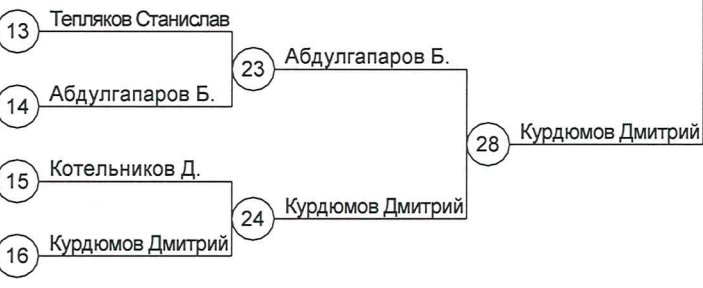 13 Тепляков Станислав
23 Абдулгапаров Б.
14 Абдулгапаров Б.
28 Курдюмов Дмитрий
15 Котельников Д.
24 Курдюмов Дмитрий
16 Курдюмов Дмитрий